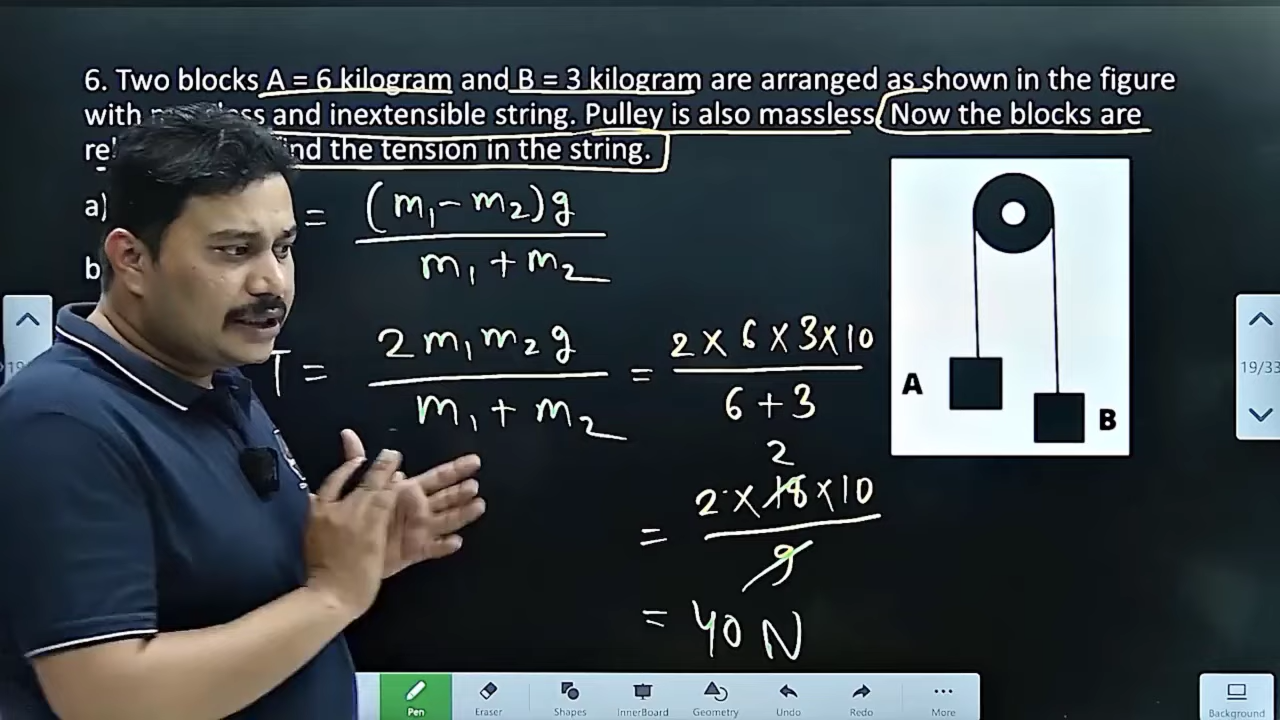 6. Two blocks A = 6 kilogram and B = 3 kilogram are arranged as shown in the figure
with and inextensible string. Pulley is also massless. Now the blocks are
find the tension in the string.
a) = (m₁ - m₂)g / m₁ + m₂
b
T = 2m₁m₂g / m₁ + m₂ = 2 × 6 × 3 × 10 / 6 + 3
= 2 × 18 × 10 / 9
2
= 40 N
A
B
19/33
Pen
Eraser
Shapes
InnerBoard
Geometry
Undo
Redo
More
Background